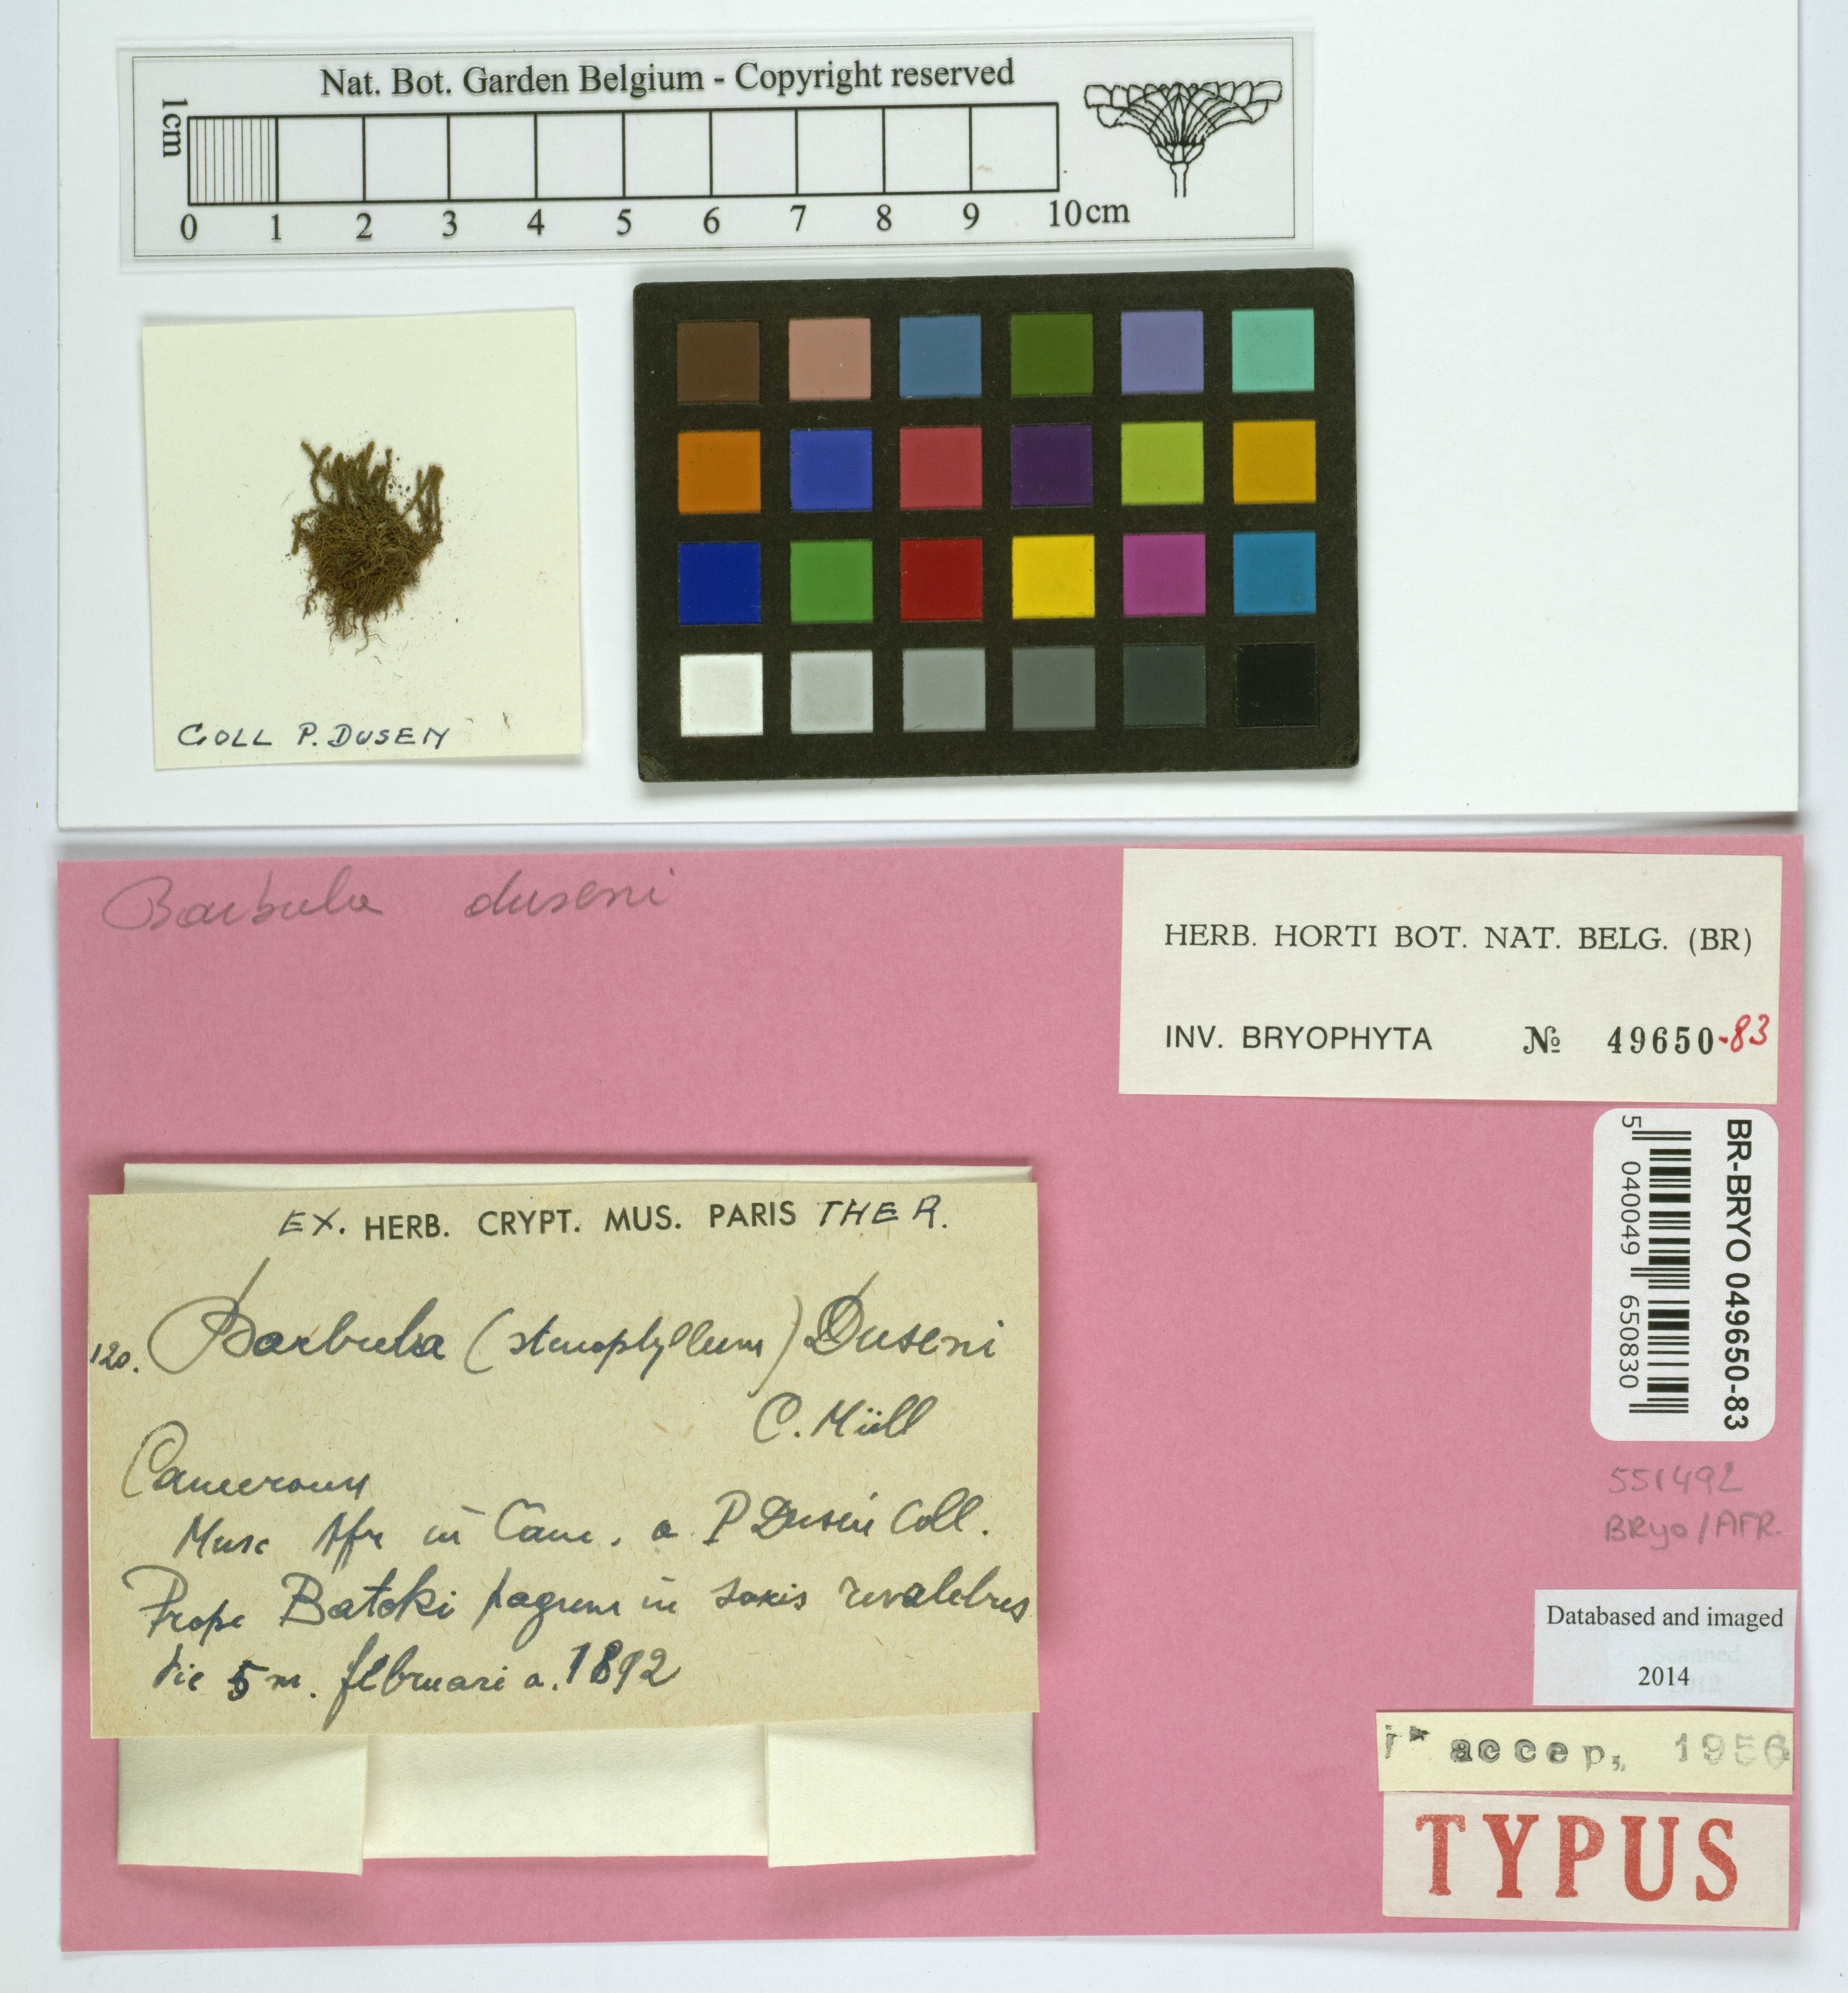 Nat. Bot. Garden Belgium - Copyright reserved
1cm
0 1 2 3 4 5 6 7 8 9 10cm
COLL P. DUSEN
Barbula duseni
HERB. HORTI BOT. NAT. BELG. (BR)
INV. BRYOPHYTA № 49650-83
BR-BRYO 049650-83
5 040049 650830
551492
BRyo/AFR.
EX. HERB. CRYPT. MUS. PARIS THER.
120. Barbula (stenophyllum) Duseni
C. Müll
Cameroun
Musc Afr in Cam. a P Dusén Coll.
Prope Batoki pagum in saxis
die 5 m. februari a. 1892
Databased and imaged
2014
accep, 1956
TYPUS